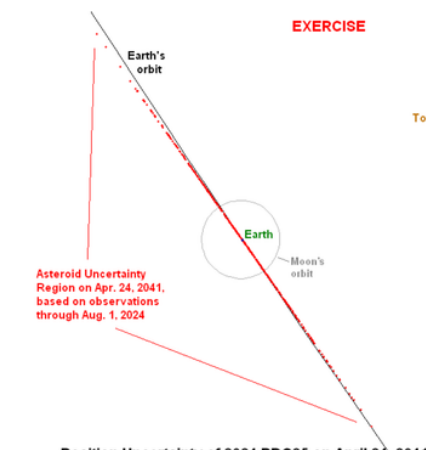 EXERCISE
Earth's
orbit
To
Earth
Moon's
orbit
Asteroid Uncertainty
Region on Apr. 24, 2041,
based on observations
through Aug. 1, 2024